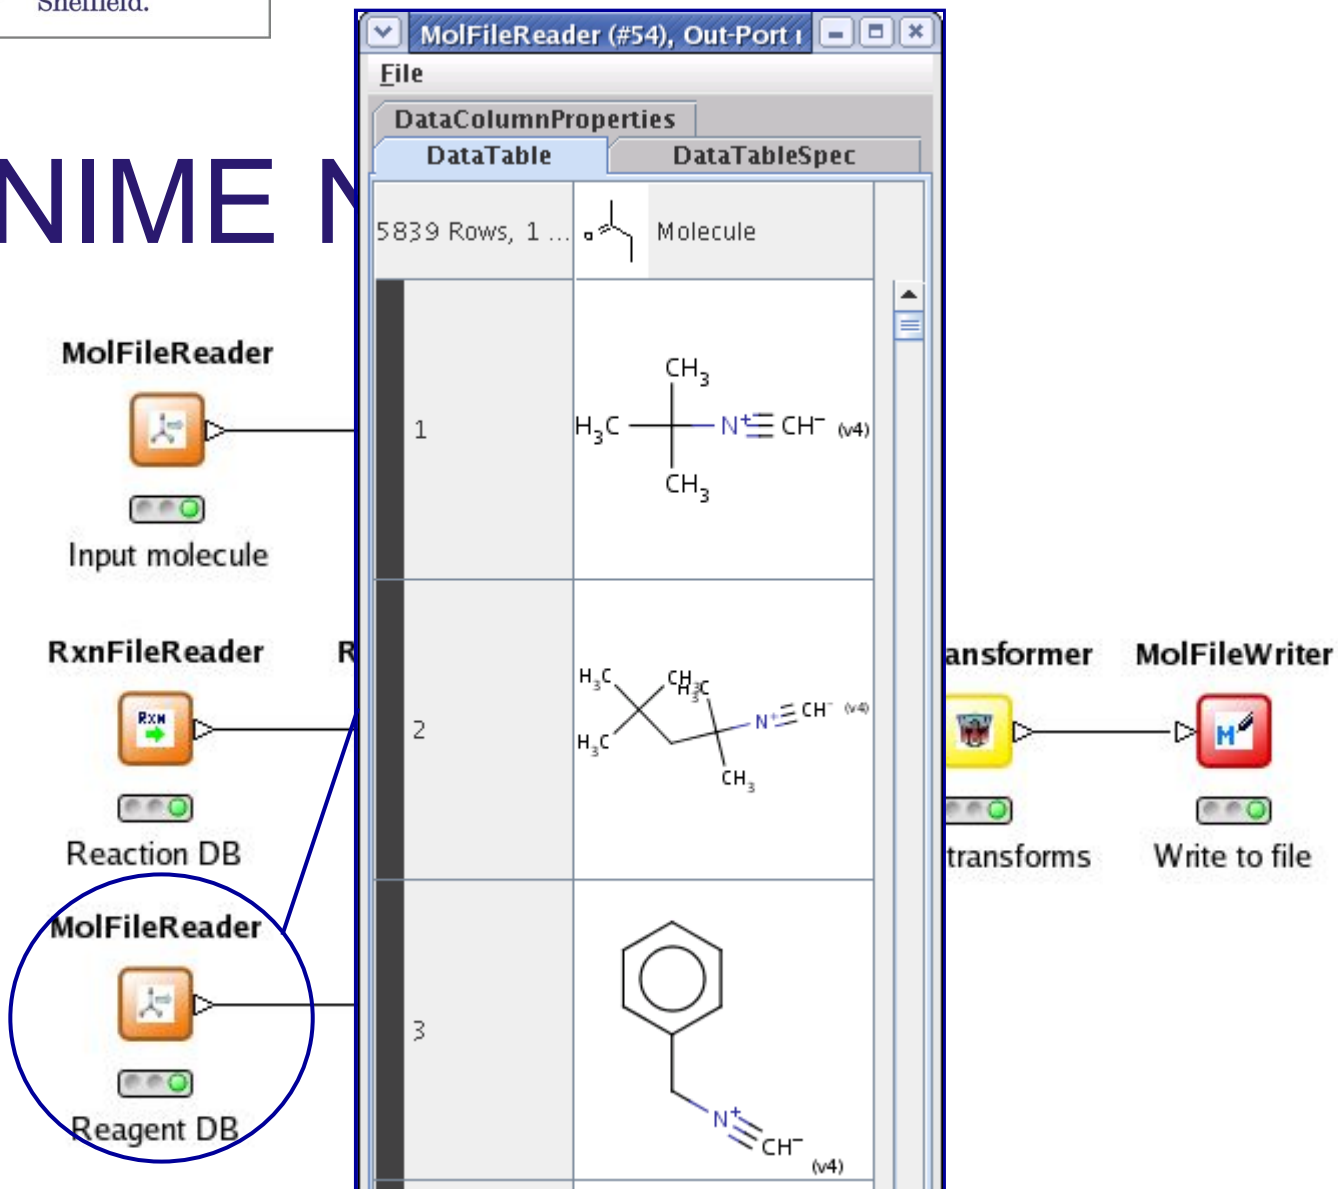 Sheffield.
NIME N
MolFileReader (#54), Out-Port
File
DataColumnProperties
DataTable
DataTableSpec
5839 Rows, 1 ...
Molecule
1
CH3
H3C
N+
CH-
(v4)
CH3
2
H3C
CH3
H3C
H3C
N+
CH-
(v4)
CH3
3
N+
CH-
(v4)
MolFileReader
Input molecule
RxnFileReader
R
RXN
Reaction DB
MolFileReader
Reagent DB
ansformer
transforms
MolFileWriter
M
Write to file